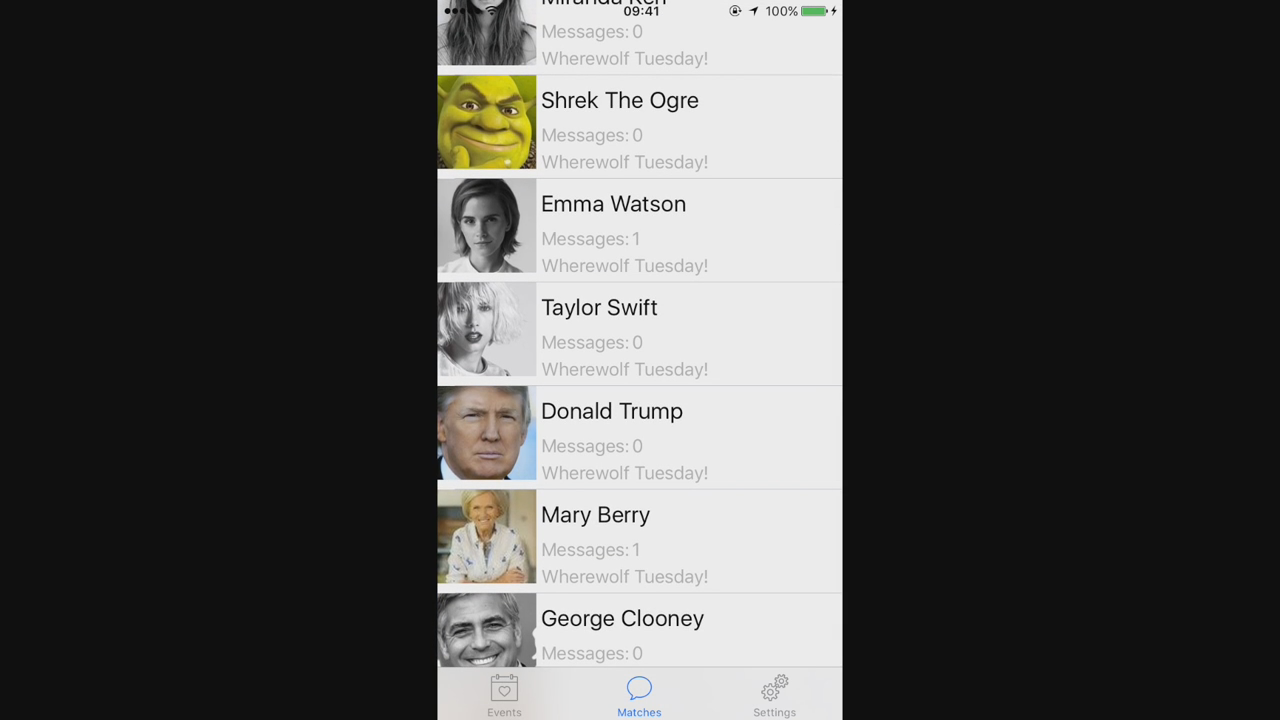 Miranda Kerr
09:41
100%
Messages: 0
Wherewolf Tuesday!
Shrek The Ogre
Messages: 0
Wherewolf Tuesday!
Emma Watson
Messages: 1
Wherewolf Tuesday!
Taylor Swift
Messages: 0
Wherewolf Tuesday!
Donald Trump
Messages: 0
Wherewolf Tuesday!
Mary Berry
Messages: 1
Wherewolf Tuesday!
George Clooney
Messages: 0
Events
Matches
Settings